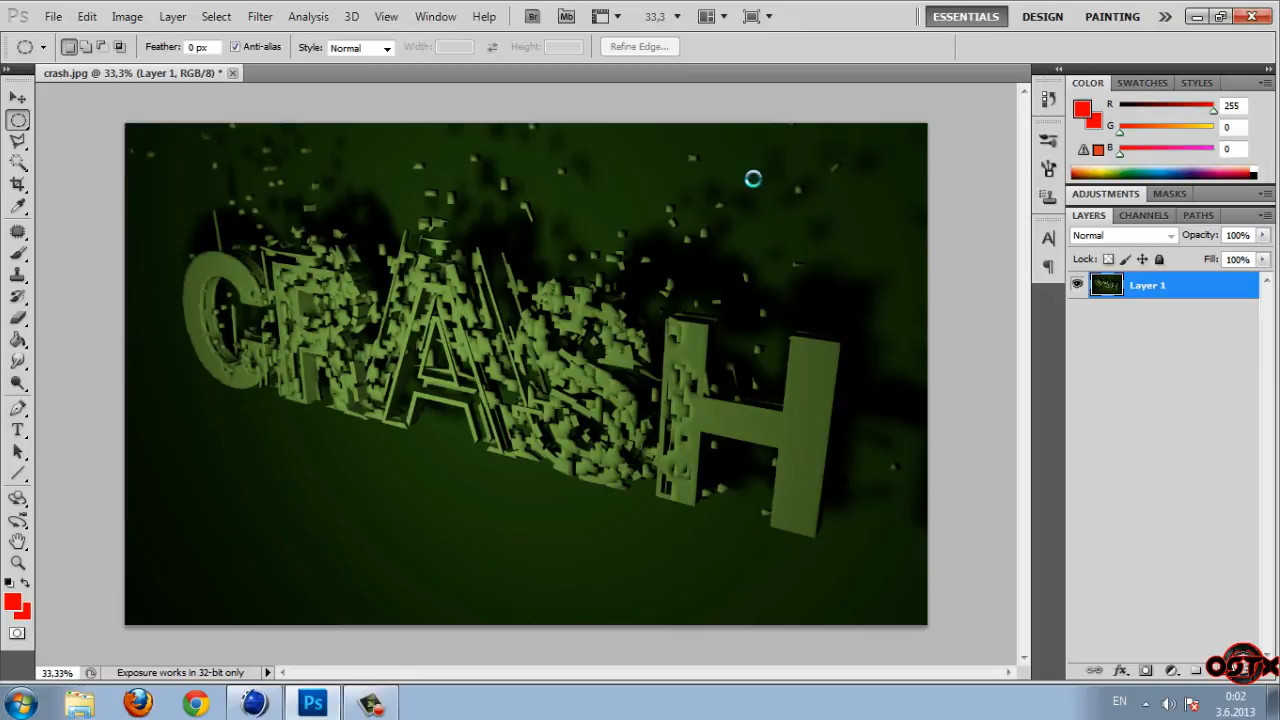 Ps File Edit Image Layer Select Filter Analysis 3D View Window Help Br Mb 33,3 ESSENTIALS DESIGN PAINTING
Feather: 0 px Anti-alias Style: Normal Width: Height: Refine Edge...
crash.jpg @ 33,3% (Layer 1, RGB/8) *
COLOR SWATCHES STYLES
R 255
G 0
B 0
ADJUSTMENTS MASKS
LAYERS CHANNELS PATHS
Normal Opacity: 100%
Lock: Fill: 100%
Layer 1
CRASH
33,33% Exposure works in 32-bit only
OSTX
Ps EN 0:02
3.6.2013